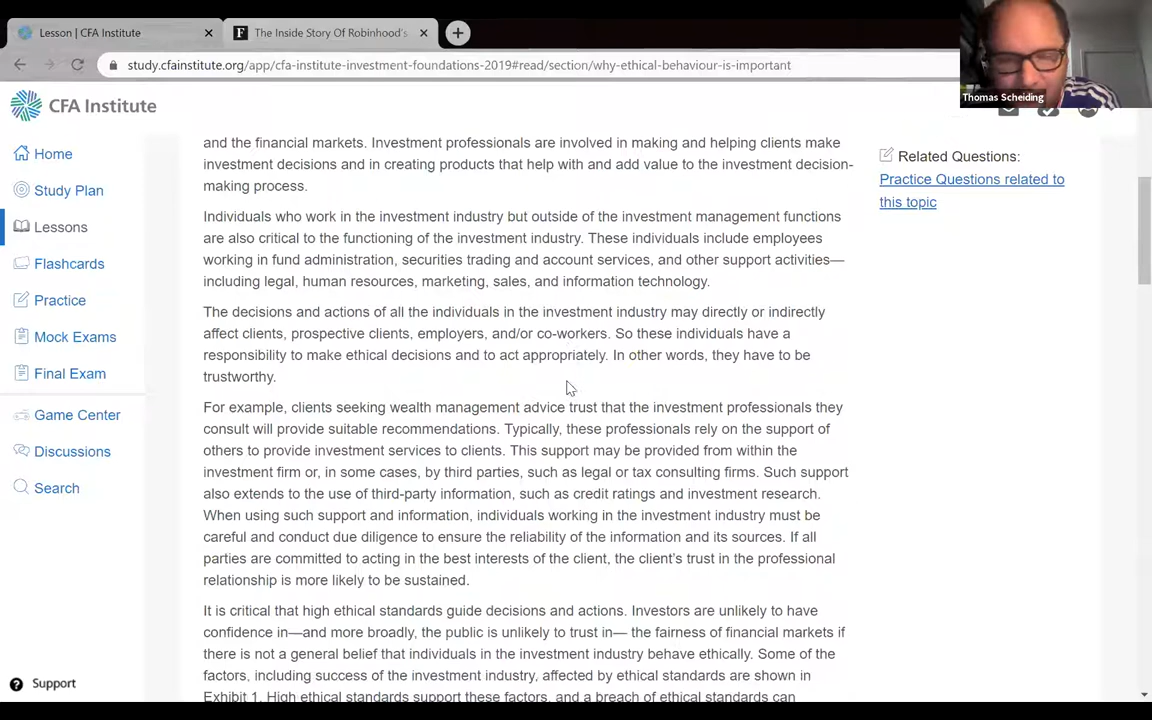 Lesson | CFA Institute
The Inside Story Of Robinhood's
study.cfainstitute.org/app/cfa-institute-investment-foundations-2019#read/section/why-ethical-behaviour-is-important
Thomas Scheiding
CFA Institute
Home
Study Plan
Lessons
Flashcards
Practice
Mock Exams
Final Exam
Game Center
Discussions
Search
Support
and the financial markets. Investment professionals are involved in making and helping clients make
investment decisions and in creating products that help with and add value to the investment decision-
making process.
Individuals who work in the investment industry but outside of the investment management functions
are also critical to the functioning of the investment industry. These individuals include employees
working in fund administration, securities trading and account services, and other support activities—
including legal, human resources, marketing, sales, and information technology.
The decisions and actions of all the individuals in the investment industry may directly or indirectly
affect clients, prospective clients, employers, and/or co-workers. So these individuals have a
responsibility to make ethical decisions and to act appropriately. In other words, they have to be
trustworthy.
For example, clients seeking wealth management advice trust that the investment professionals they
consult will provide suitable recommendations. Typically, these professionals rely on the support of
others to provide investment services to clients. This support may be provided from within the
investment firm or, in some cases, by third parties, such as legal or tax consulting firms. Such support
also extends to the use of third-party information, such as credit ratings and investment research.
When using such support and information, individuals working in the investment industry must be
careful and conduct due diligence to ensure the reliability of the information and its sources. If all
parties are committed to acting in the best interests of the client, the client's trust in the professional
relationship is more likely to be sustained.
It is critical that high ethical standards guide decisions and actions. Investors are unlikely to have
confidence in—and more broadly, the public is unlikely to trust in— the fairness of financial markets if
there is not a general belief that individuals in the investment industry behave ethically. Some of the
factors, including success of the investment industry, affected by ethical standards are shown in
Exhibit 1. High ethical standards support these factors, and a breach of ethical standards can
Related Questions:
Practice Questions related to
this topic